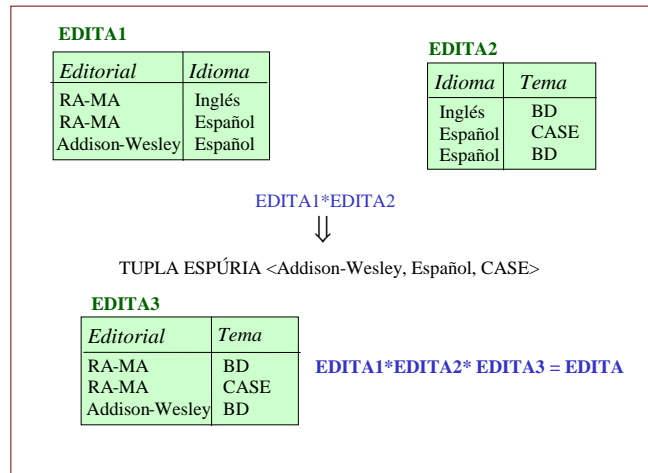 EDITA1
Editorial Idioma
RA-MA Inglés
RA-MA Español
Addison-Wesley Español
EDITA2
Idioma Tema
Inglés BD
Español CASE
Español BD
EDITA1*EDITA2
⇓
TUPLA ESPÚRIA <Addison-Wesley, Español, CASE>
EDITA3
Editorial Tema
RA-MA BD
RA-MA CASE
Addison-Wesley BD
EDITA1*EDITA2* EDITA3 = EDITA